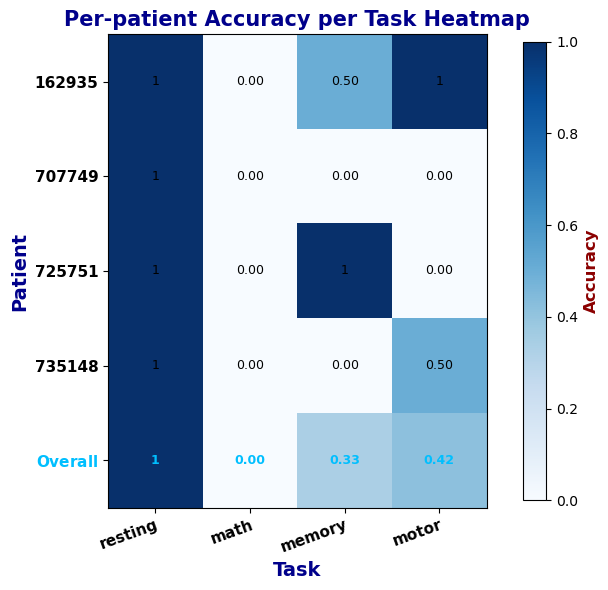 Per-patient Accuracy per Task Heatmap
1.0
162935 1 0.00 0.50 1
0.8
707749 1 0.00 0.00 0.00
0.6
Patient
725751 1 0.00 1 0.00
Accuracy
0.4
735148 1 0.00 0.00 0.50
0.2
Overall 1 0.00 0.33 0.42
0.0
resting math memory motor
Task